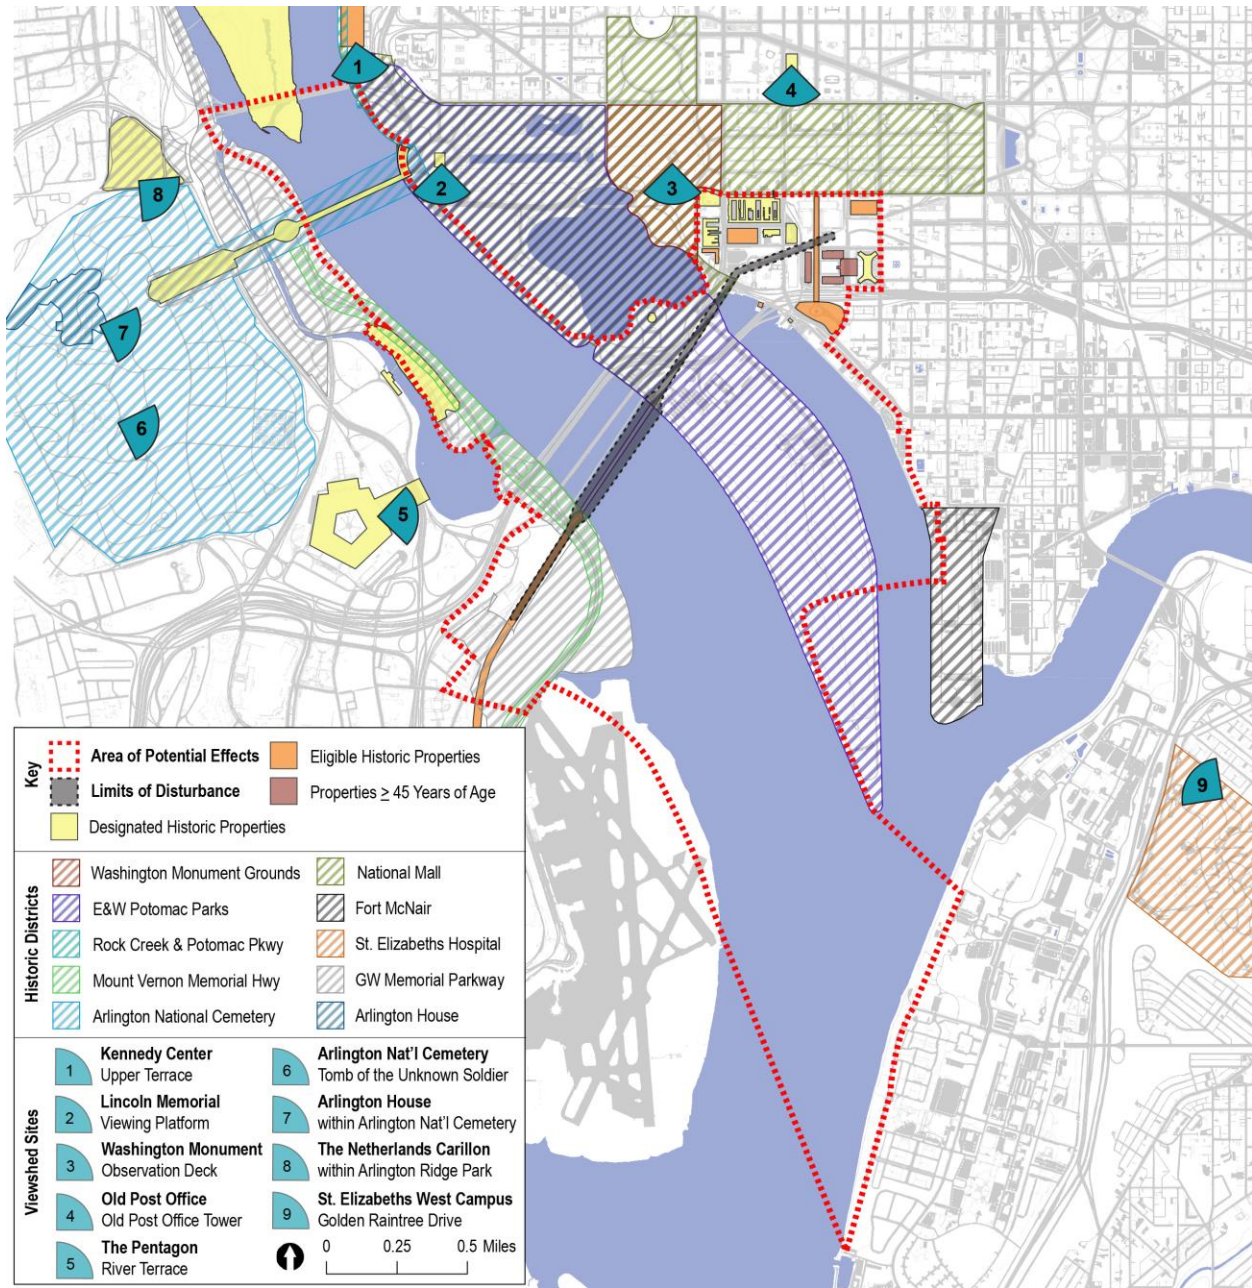 1
4
2
3
8
7
6
5
9
Key
Area of Potential Effects
Eligible Historic Properties
Limits of Disturbance
Properties ≥ 45 Years of Age
Designated Historic Properties
Historic Districts
Washington Monument Grounds
National Mall
E&W Potomac Parks
Fort McNair
Rock Creek & Potomac Pkwy
St. Elizabeths Hospital
Mount Vernon Memorial Hwy
GW Memorial Parkway
Arlington National Cemetery
Arlington House
Viewshed Sites
1 Kennedy Center
Upper Terrace
2 Lincoln Memorial
Viewing Platform
3 Washington Monument
Observation Deck
4 Old Post Office
Old Post Office Tower
5 The Pentagon
River Terrace
6 Arlington Nat'l Cemetery
Tomb of the Unknown Soldier
7 Arlington House
within Arlington Nat'l Cemetery
8 The Netherlands Carillon
within Arlington Ridge Park
9 St. Elizabeths West Campus
Golden Raintree Drive
0 0.25 0.5 Miles